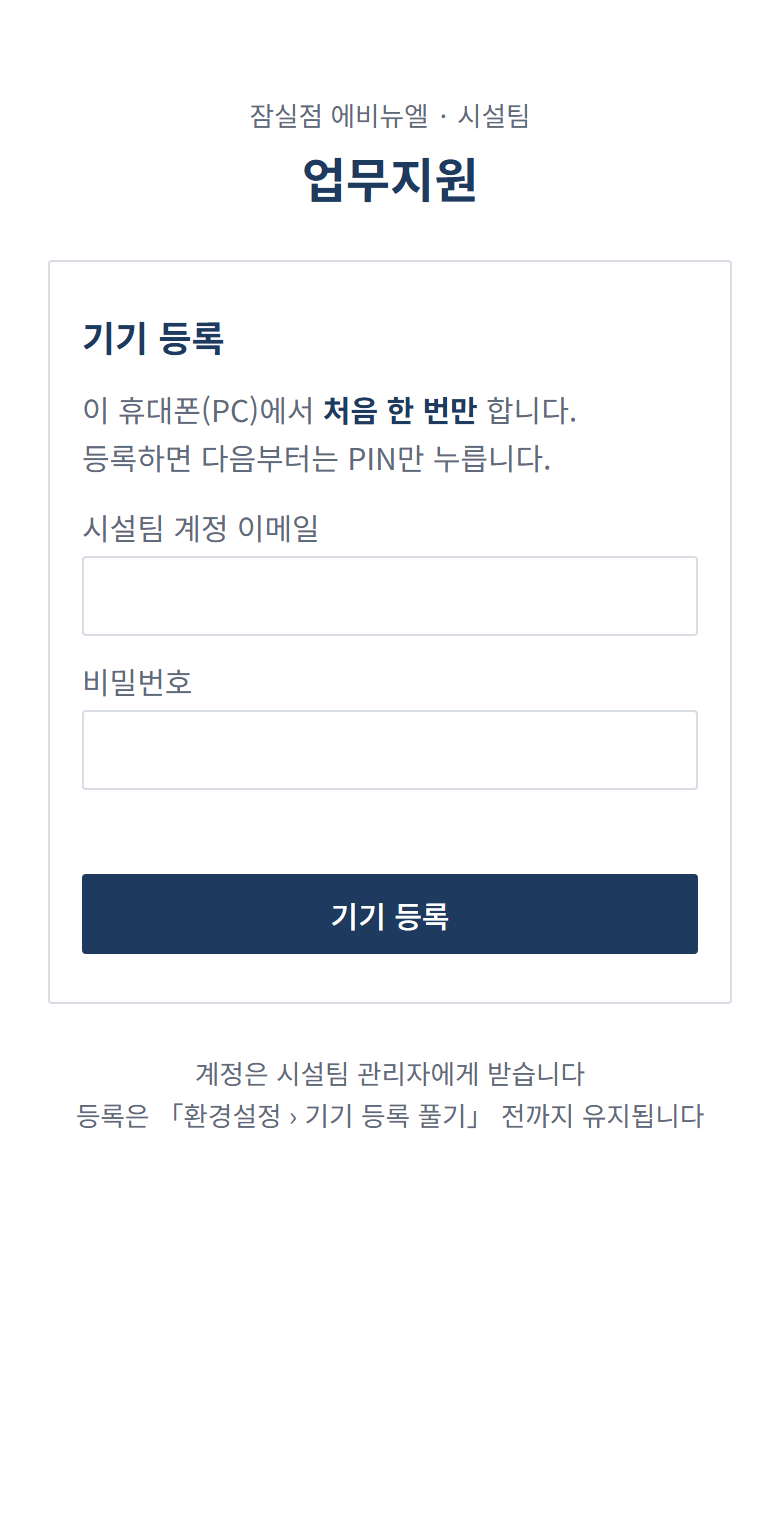 잠실점 에비뉴엘 · 시설팀
업무지원
기기 등록
이 휴대폰(PC)에서 처음 한 번만 합니다.
등록하면 다음부터는 PIN만 누릅니다.
시설팀 계정 이메일
비밀번호
기기 등록
계정은 시설팀 관리자에게 받습니다
등록은 「환경설정 › 기기 등록 풀기」 전까지 유지됩니다